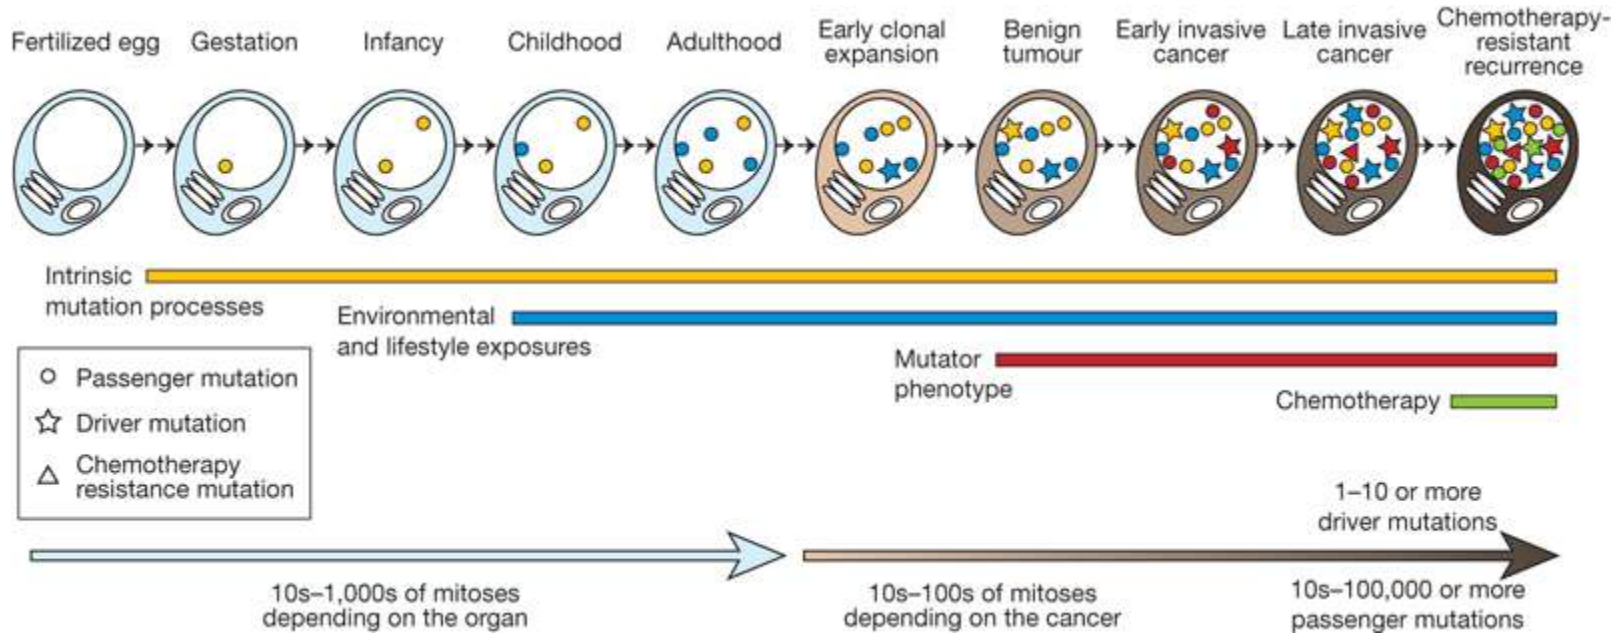 Fertilized egg
Gestation
Infancy
Childhood
Adulthood
Early clonal
expansion
Benign
tumour
Early invasive
cancer
Late invasive
cancer
Chemotherapy-
resistant
recurrence
Intrinsic
mutation processes
Environmental
and lifestyle exposures
Mutator
phenotype
Chemotherapy
Passenger mutation
Driver mutation
Chemotherapy
resistance mutation
1–10 or more
driver mutations
10s–1,000s of mitoses
depending on the organ
10s–100s of mitoses
depending on the cancer
10s–100,000 or more
passenger mutations